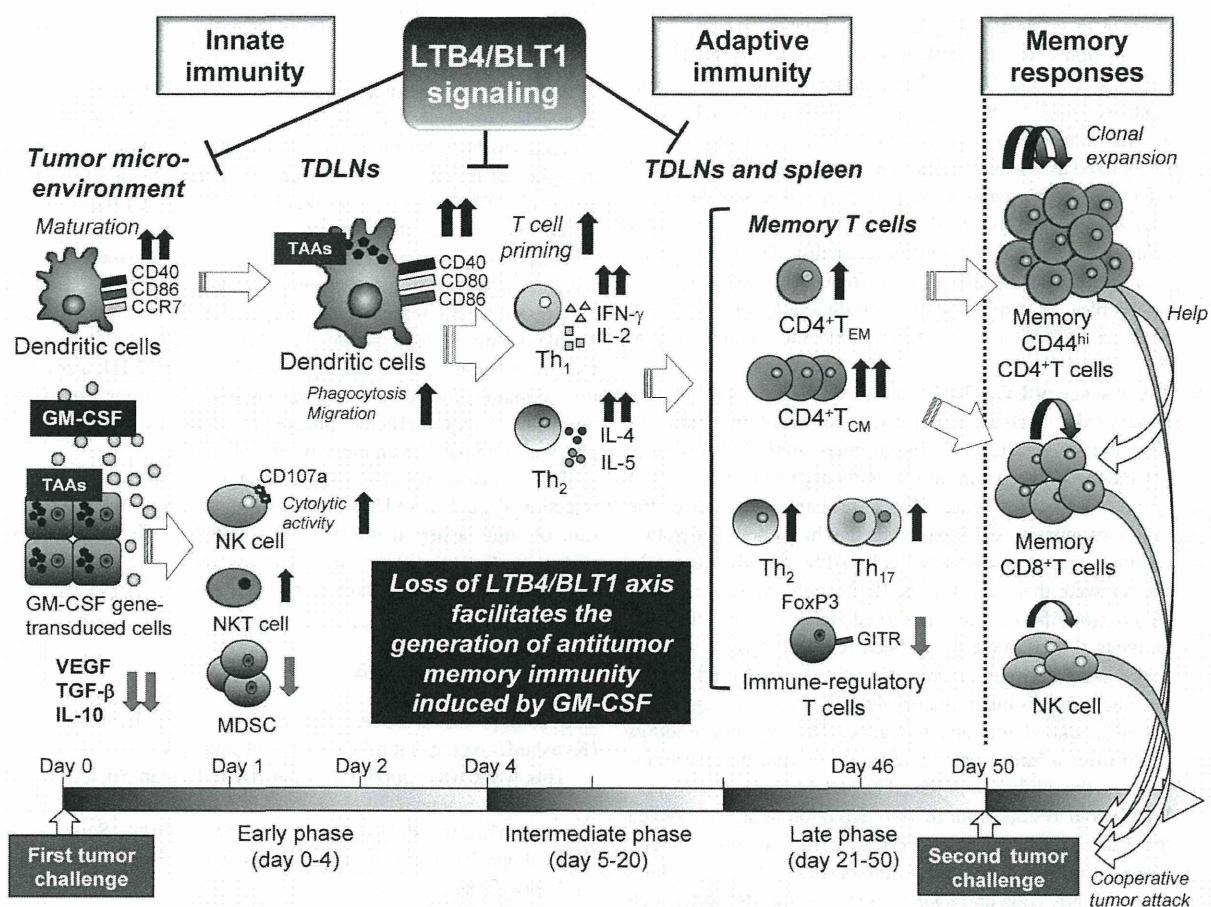 Innate
immunity
LTB4/BLT1
signaling
Adaptive
immunity
Memory
responses
Tumor micro-
environment
Maturation
CD40
CD86
CCR7
Dendritic cells
GM-CSF
TAAs
GM-CSF gene-
transduced cells
VEGF
TGF-β
IL-10
CD107a
Cytolytic
activity
NK cell
NKT cell
MDSC
TDLNs
TAAs
CD40
CD80
CD86
Dendritic cells
Phagocytosis
Migration
T cell
priming
IFN-γ
IL-2
Th₁
IL-4
IL-5
Th₂
Loss of LTB4/BLT1 axis
facilitates the
generation of antitumor
memory immunity
induced by GM-CSF
TDLNs and spleen
Memory T cells
CD4⁺T_EM
CD4⁺T_CM
Th₂
Th₁₇
FoxP3
GITR
Immune-regulatory
T cells
Clonal
expansion
Memory
CD44ʰⁱ
CD4⁺T cells
Help
Memory
CD8⁺T cells
NK cell
Day 0
Day 1
Day 2
Day 4
Day 46
Day 50
Early phase
(day 0-4)
Intermediate phase
(day 5-20)
Late phase
(day 21-50)
First tumor
challenge
Second tumor
challenge
Cooperative
tumor attack